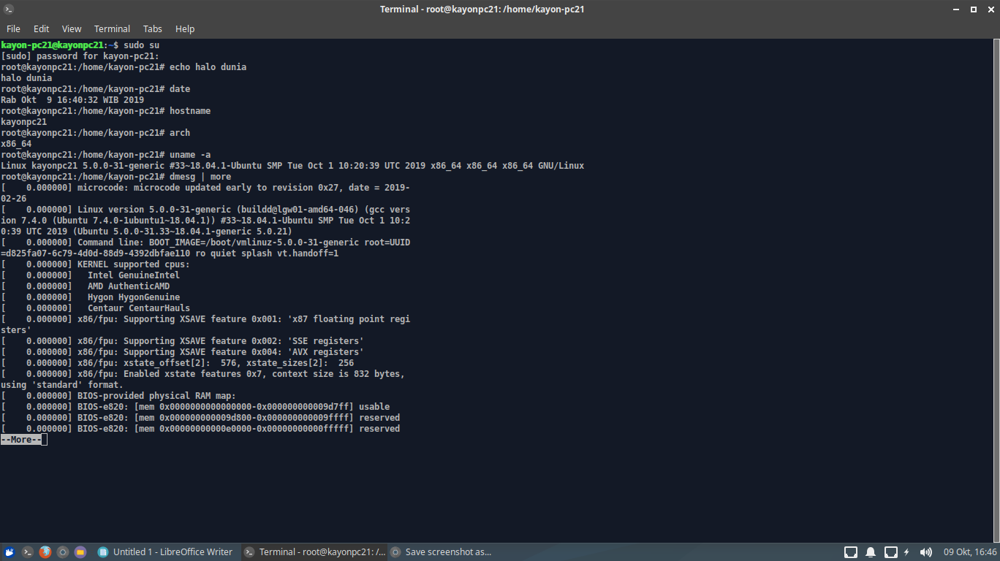 Terminal - root@kayonpc21: /home/kayon-pc21
File Edit View Terminal Tabs Help
kayon-pc21@kayonpc21:~$ sudo su
[sudo] password for kayon-pc21:
root@kayonpc21:/home/kayon-pc21# echo halo dunia
halo dunia
root@kayonpc21:/home/kayon-pc21# date
Rab Okt  9 16:40:32 WIB 2019
root@kayonpc21:/home/kayon-pc21# hostname
kayonpc21
root@kayonpc21:/home/kayon-pc21# arch
x86_64
root@kayonpc21:/home/kayon-pc21# uname -a
Linux kayonpc21 5.0.0-31-generic #33~18.04.1-Ubuntu SMP Tue Oct 1 10:20:39 UTC 2019 x86_64 x86_64 x86_64 GNU/Linux
root@kayonpc21:/home/kayon-pc21# dmesg | more
[    0.000000] microcode: microcode updated early to revision 0x27, date = 2019-
02-26
[    0.000000] Linux version 5.0.0-31-generic (buildd@lgw01-amd64-046) (gcc vers
ion 7.4.0 (Ubuntu 7.4.0-1ubuntu1~18.04.1)) #33~18.04.1-Ubuntu SMP Tue Oct 1 10:2
0:39 UTC 2019 (Ubuntu 5.0.0-31.33~18.04.1-generic 5.0.21)
[    0.000000] Command line: BOOT_IMAGE=/boot/vmlinuz-5.0.0-31-generic root=UUID
=d825fa07-6c79-4d0d-88d9-4392dbfae110 ro quiet splash vt.handoff=1
[    0.000000] KERNEL supported cpus:
[    0.000000]   Intel GenuineIntel
[    0.000000]   AMD AuthenticAMD
[    0.000000]   Hygon HygonGenuine
[    0.000000]   Centaur CentaurHauls
[    0.000000] x86/fpu: Supporting XSAVE feature 0x001: 'x87 floating point regi
sters'
[    0.000000] x86/fpu: Supporting XSAVE feature 0x002: 'SSE registers'
[    0.000000] x86/fpu: Supporting XSAVE feature 0x004: 'AVX registers'
[    0.000000] x86/fpu: xstate_offset[2]:  576, xstate_sizes[2]:  256
[    0.000000] x86/fpu: Enabled xstate features 0x7, context size is 832 bytes,
using 'standard' format.
[    0.000000] BIOS-provided physical RAM map:
[    0.000000] BIOS-e820: [mem 0x0000000000000000-0x000000000009d7ff] usable
[    0.000000] BIOS-e820: [mem 0x000000000009d800-0x000000000009ffff] reserved
[    0.000000] BIOS-e820: [mem 0x00000000000e0000-0x00000000000fffff] reserved
--More--
Untitled 1 - LibreOffice Writer
Terminal - root@kayonpc21: /...
Save screenshot as...
09 Okt, 16:46